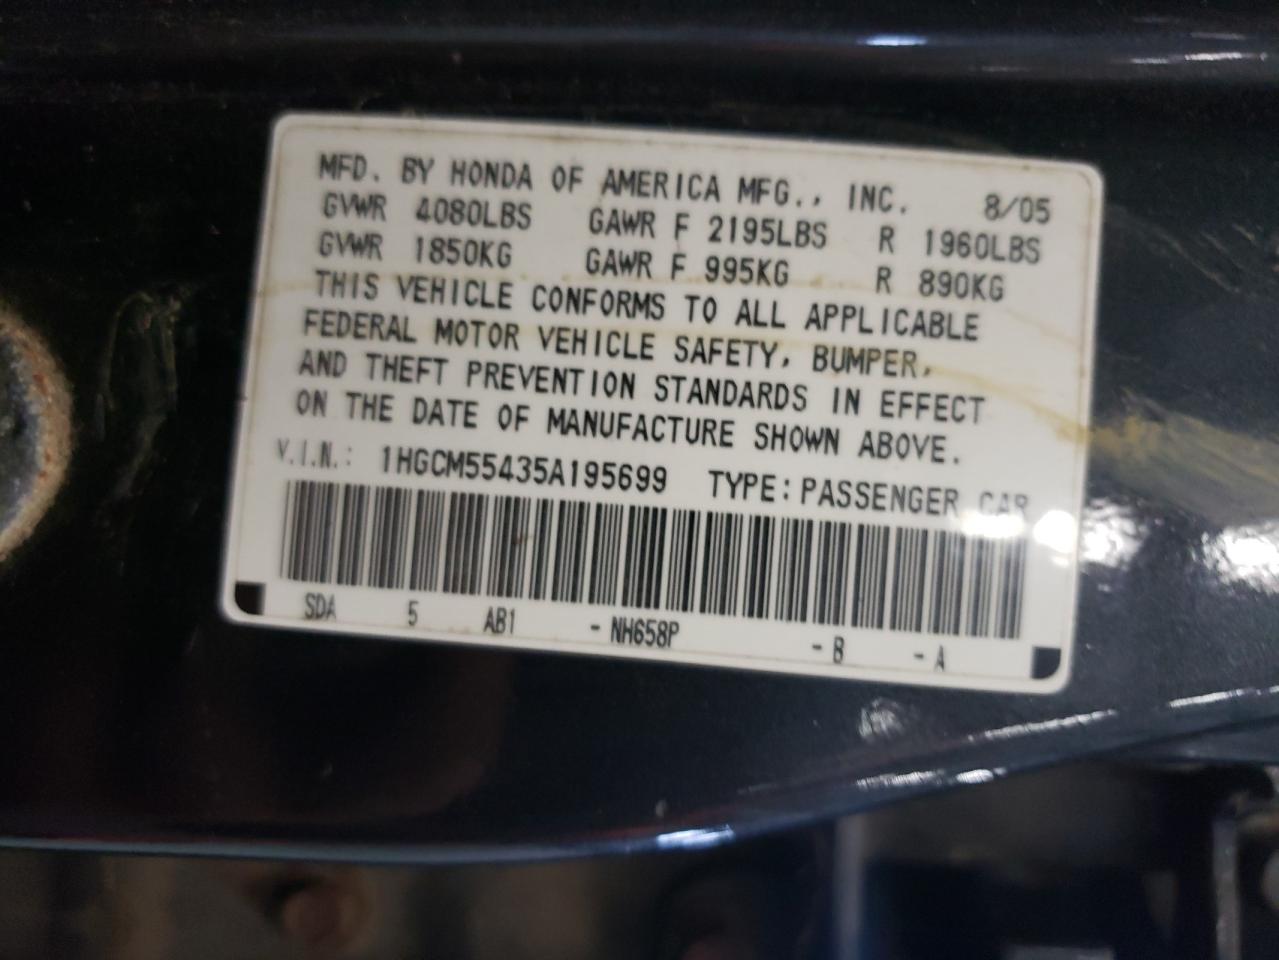 MFD. BY HONDA OF AMERICA MFG., INC. 8/05
GVWR 4080LBS GAWR F 2195LBS R 1960LBS
GVWR 1850KG GAWR F 995KG R 890KG
THIS VEHICLE CONFORMS TO ALL APPLICABLE
FEDERAL MOTOR VEHICLE SAFETY, BUMPER,
AND THEFT PREVENTION STANDARDS IN EFFECT
ON THE DATE OF MANUFACTURE SHOWN ABOVE.
V.I.N.: 1HGCM55435A195699 TYPE: PASSENGER CAR
SDA 5 AB1 - NH658P - B - A